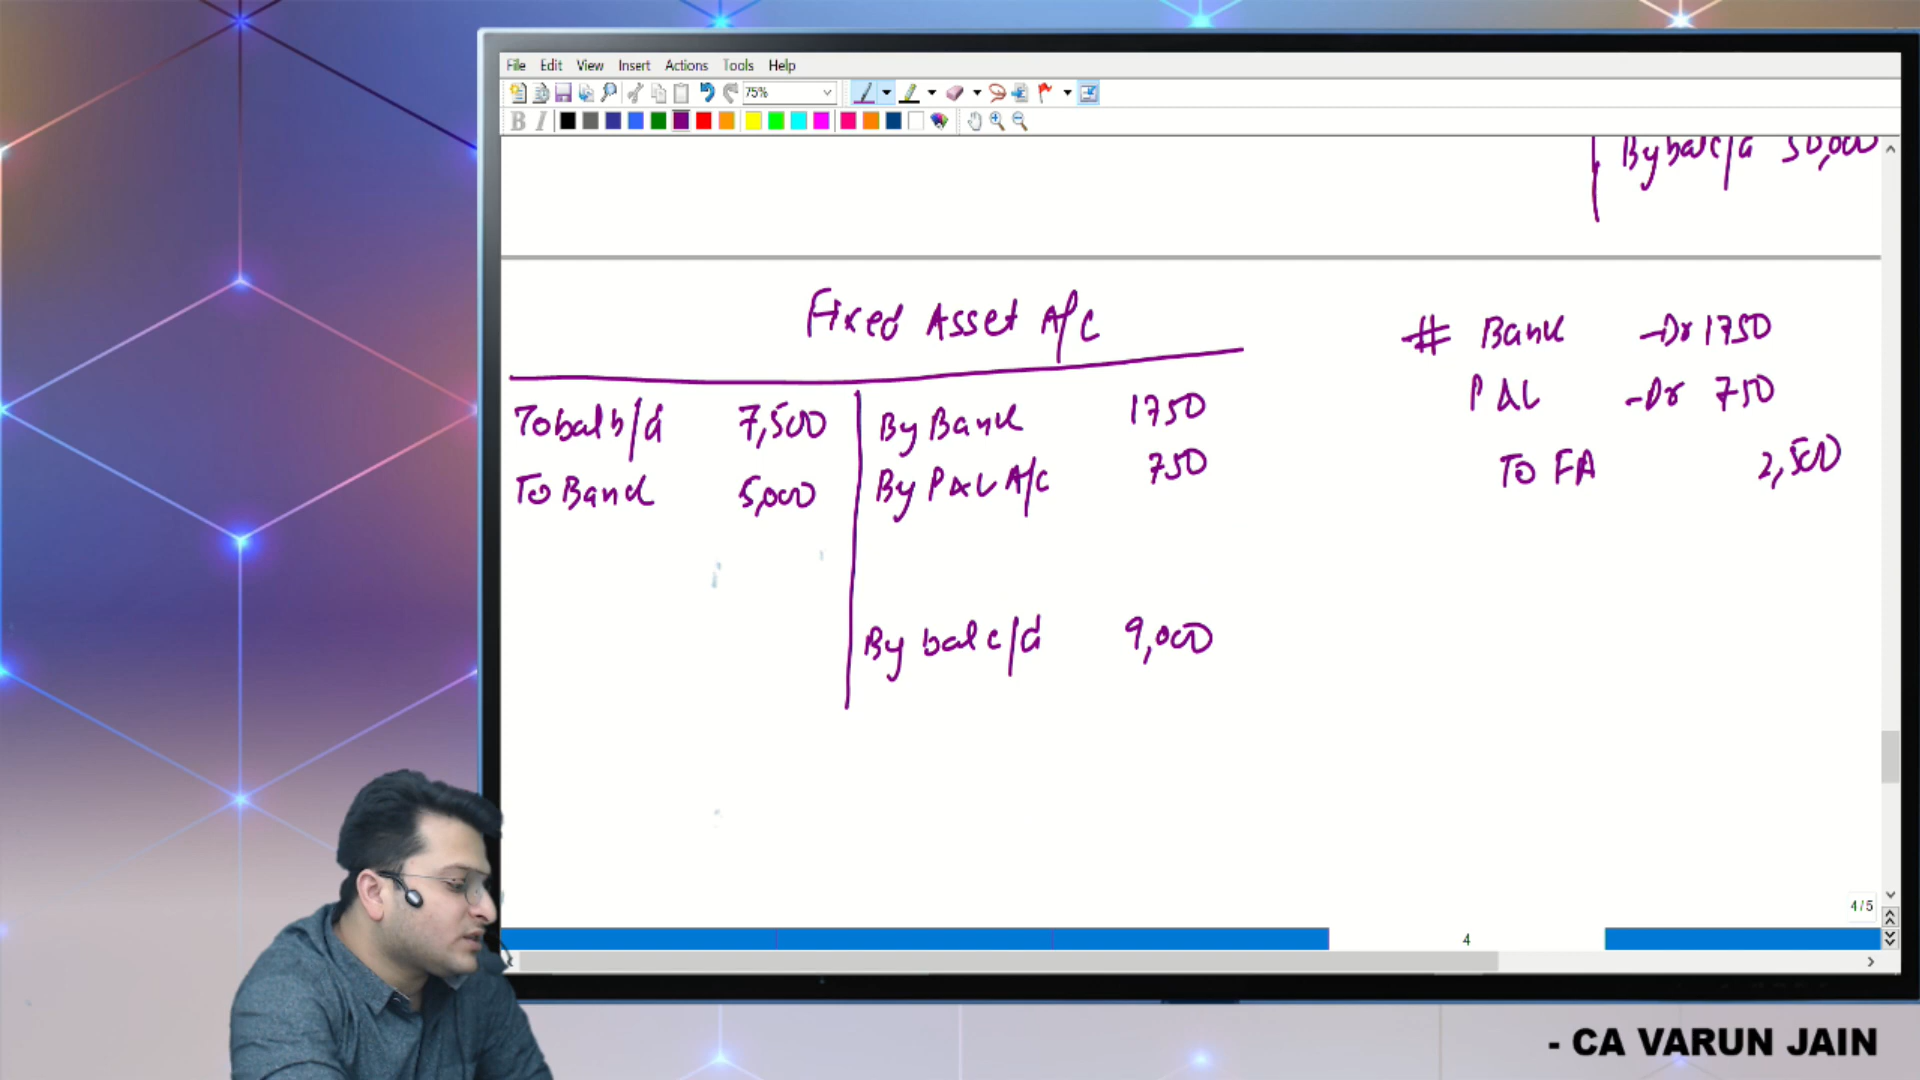 File Edit View Insert Actions Tools Help
75%
B I
By bal c/d 50,000
Fixed Asset A/C
To bal b/d 7,500 By Bank 1750
To Bank 5,000 By P&L A/C 750
By bal c/d 9,000
# Bank -Dr 1750
P&L -Dr 750
To FA 2,500
4/5
4
- CA VARUN JAIN